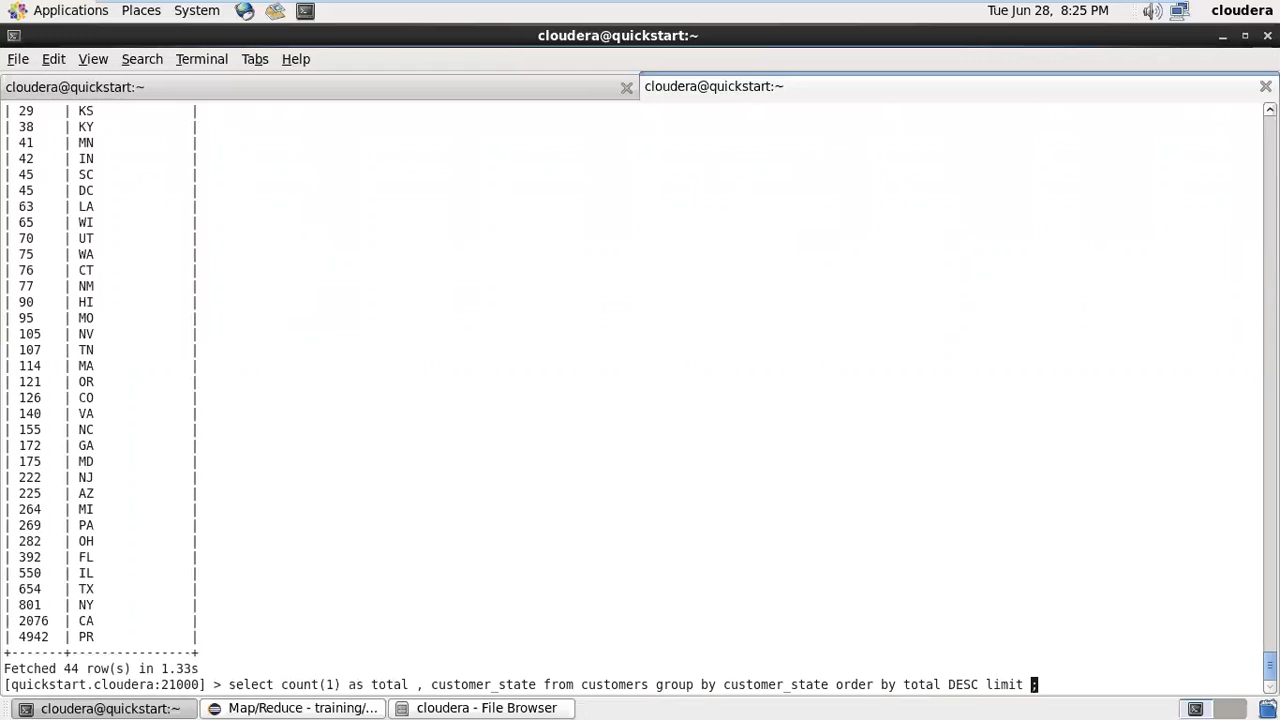 Applications Places System Tue Jun 28, 8:25 PM cloudera
cloudera@quickstart:~
File Edit View Search Terminal Tabs Help
cloudera@quickstart:~ cloudera@quickstart:~
| 29 | KS |
| 38 | KY |
| 41 | MN |
| 42 | IN |
| 45 | SC |
| 45 | DC |
| 63 | LA |
| 65 | WI |
| 70 | UT |
| 75 | WA |
| 76 | CT |
| 77 | NM |
| 90 | HI |
| 95 | MO |
| 105 | NV |
| 107 | TN |
| 114 | MA |
| 121 | OR |
| 126 | CO |
| 140 | VA |
| 155 | NC |
| 172 | GA |
| 175 | MD |
| 222 | NJ |
| 225 | AZ |
| 264 | MI |
| 269 | PA |
| 282 | OH |
| 392 | FL |
| 550 | IL |
| 654 | TX |
| 801 | NY |
| 2076 | CA |
| 4942 | PR |
+-------+----------------+
Fetched 44 row(s) in 1.33s
[quickstart.cloudera:21000] > select count(1) as total , customer_state from customers group by customer_state order by total DESC limit ;
cloudera@quickstart:~ Map/Reduce - training/... cloudera - File Browser